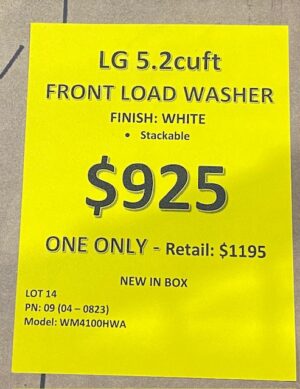 LG 5.2cuft
FRONT LOAD WASHER
FINISH: WHITE
• Stackable
$925
ONE ONLY - Retail: $1195
NEW IN BOX
LOT 14
PN: 09 (04 – 0823)
Model: WM4100HWA